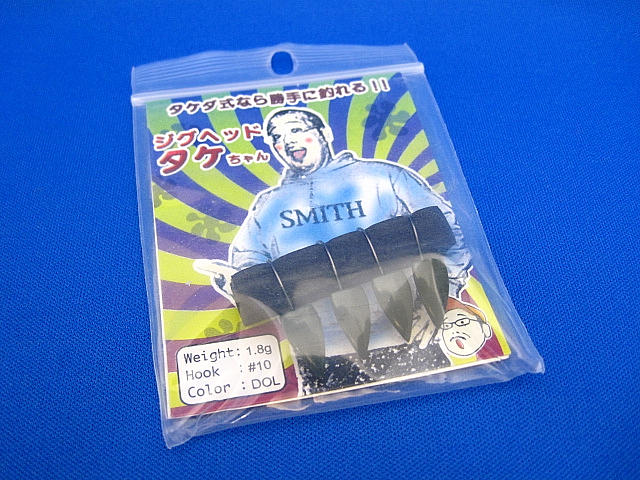 タケダ式なら勝手に釣れる!!
ジグヘッド
タケちゃん
SMITH
Weight: 1.8g
Hook : #10
Color : DOL